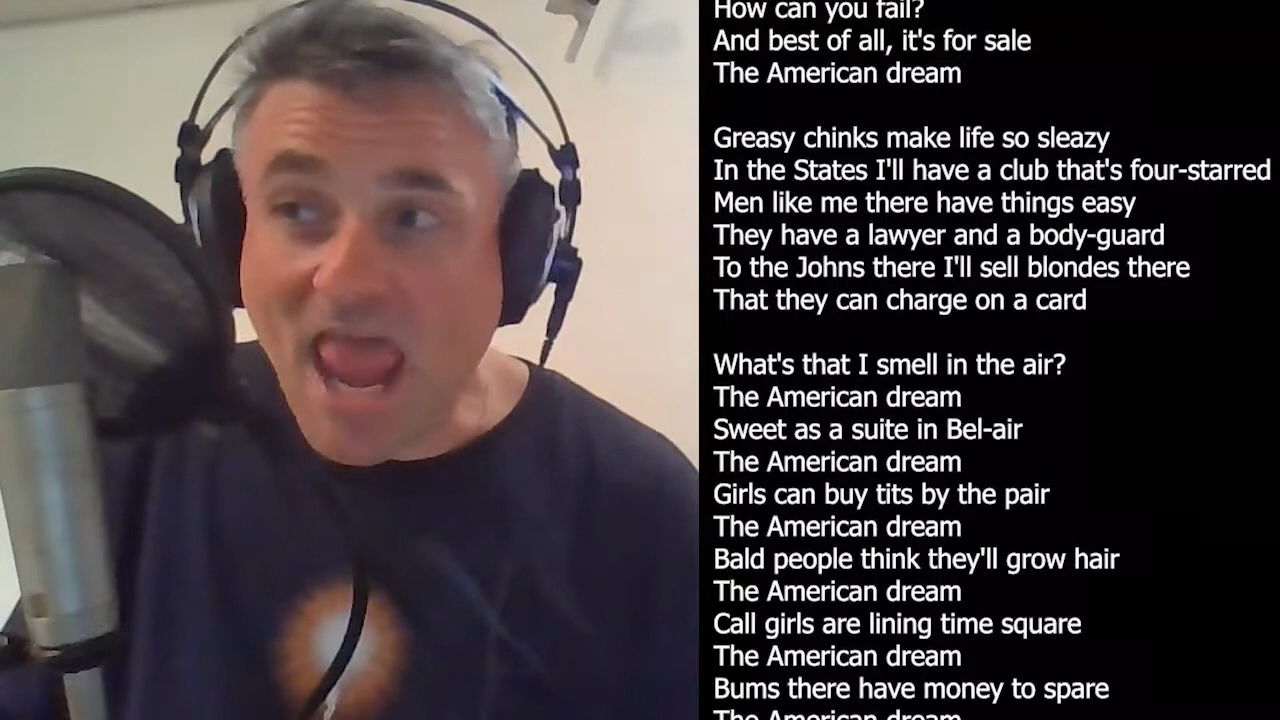 How can you fail?
And best of all, it's for sale
The American dream
Greasy chinks make life so sleazy
In the States I'll have a club that's four-starred
Men like me there have things easy
They have a lawyer and a body-guard
To the Johns there I'll sell blondes there
That they can charge on a card
What's that I smell in the air?
The American dream
Sweet as a suite in Bel-air
The American dream
Girls can buy tits by the pair
The American dream
Bald people think they'll grow hair
The American dream
Call girls are lining time square
The American dream
Bums there have money to spare
The American dream